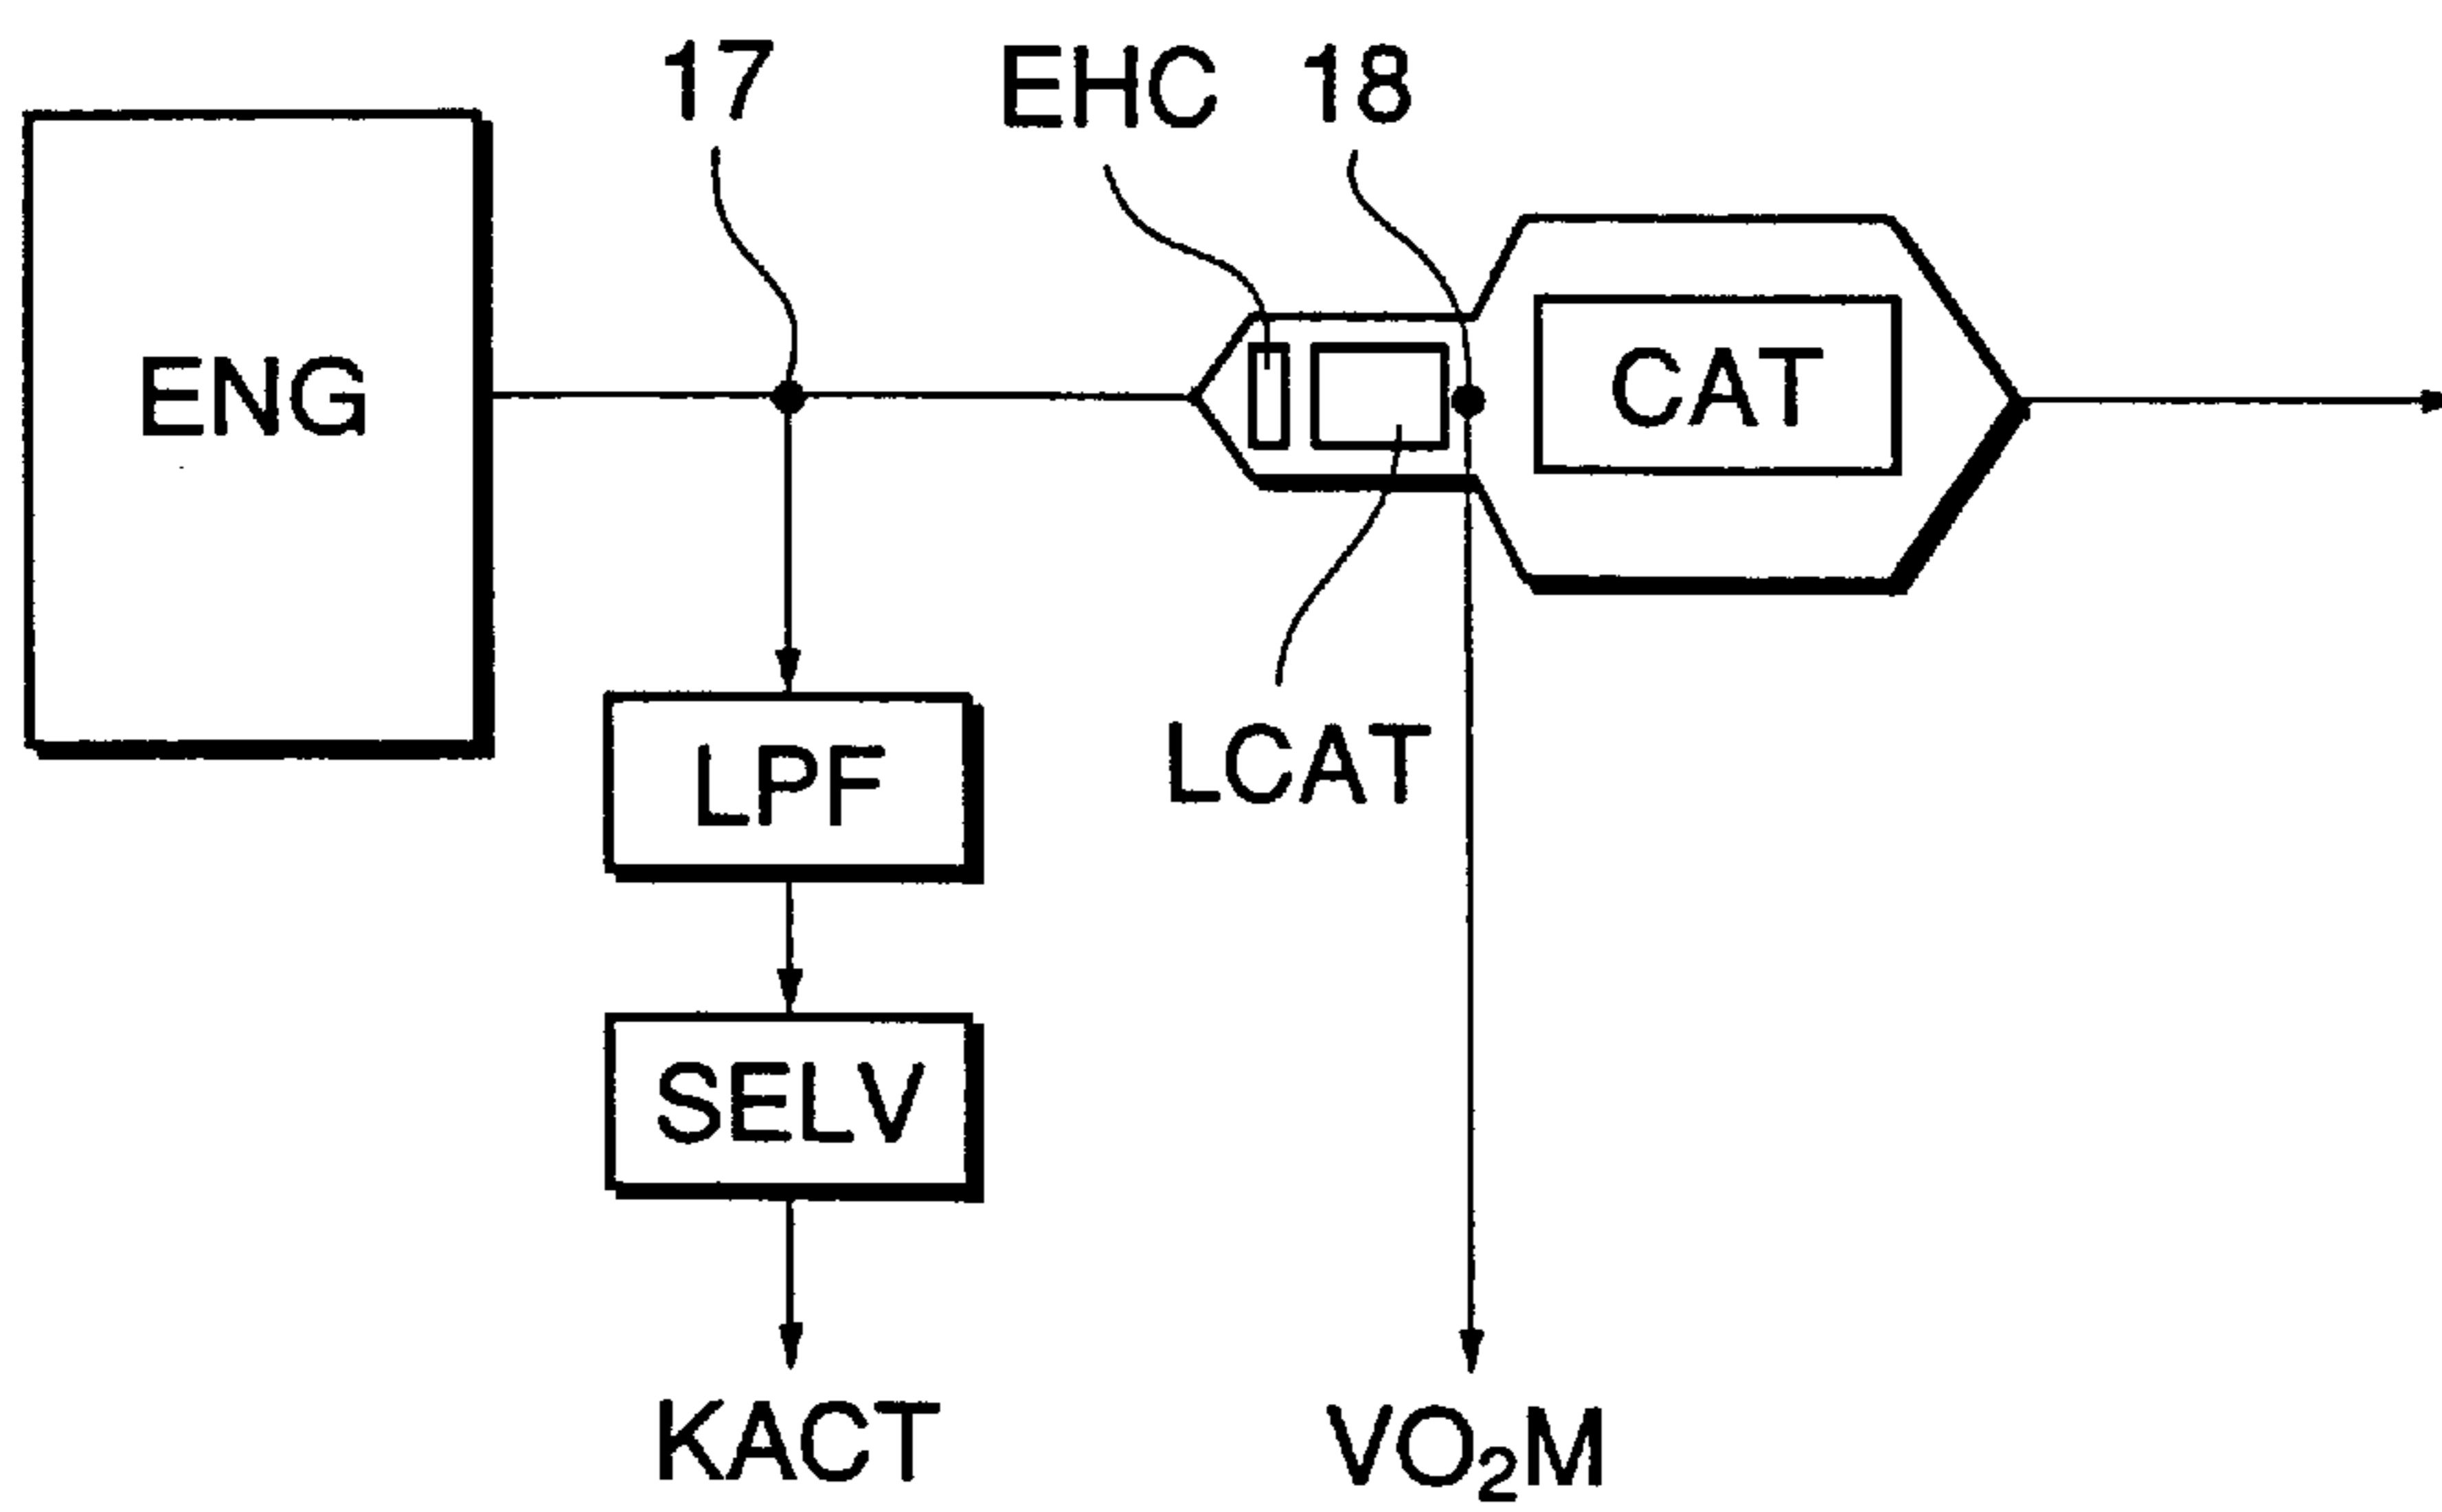 17
EHC
18
ENG
CAT
LPF
LCAT
SELV
KACT
VO₂M